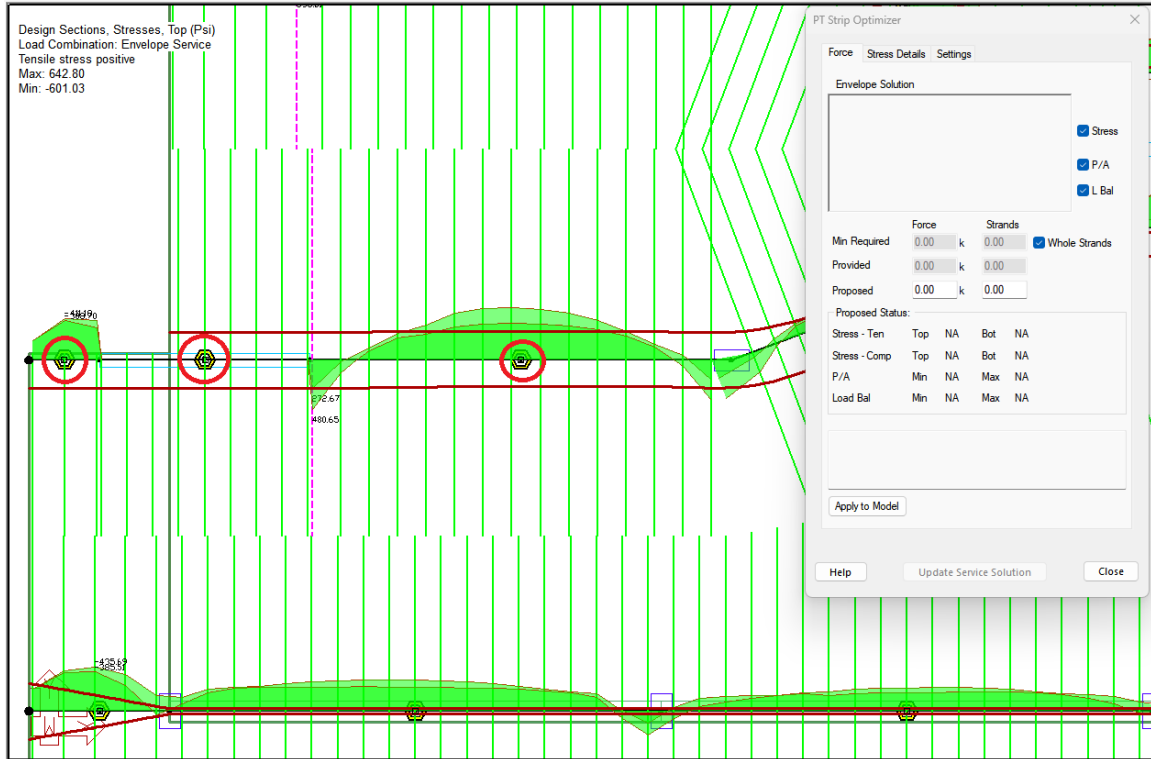 Design Sections, Stresses, Top (Psi)
Load Combination: Envelope Service
Tensile stress positive
Max: 642.80
Min: -601.03
272.67
480.65
PT Strip Optimizer
Force Stress Details Settings
Envelope Solution
Stress
P/A
L Bal
Force Strands
Min Required 0.00 k 0.00 Whole Strands
Provided 0.00 k 0.00
Proposed 0.00 k 0.00
Proposed Status:
Stress - Ten Top NA Bot NA
Stress - Comp Top NA Bot NA
P/A Min NA Max NA
Load Bal Min NA Max NA
Apply to Model
Help Update Service Solution Close